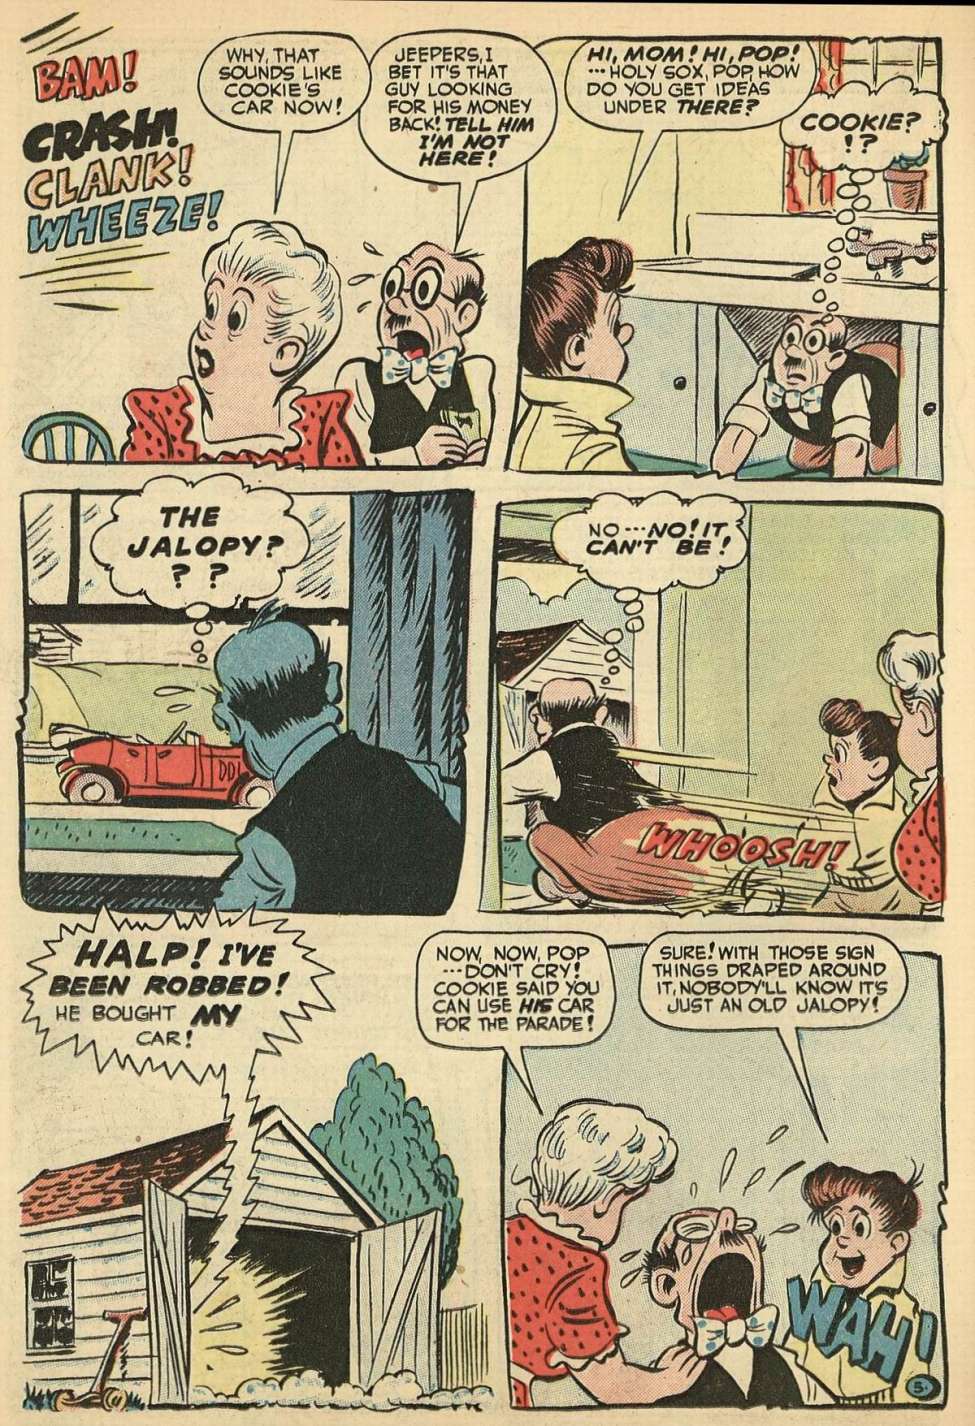 BAM!
CRASH!
CLANK!
WHEEZE!
WHY, THAT
SOUNDS LIKE
COOKIE'S
CAR NOW!
JEEPERS, I
BET IT'S THAT
GUY LOOKING
FOR HIS MONEY
BACK! TELL HIM
I'M NOT
HERE!
HI, MOM! HI, POP!
---HOLY SOX, POP, HOW
DO YOU GET IDEAS
UNDER THERE?
COOKIE?
!?
THE
JALOPY?
? ?
DDI
NO---NO! IT
CAN'T BE!
WHOOSH!
HALP! I'VE
BEEN ROBBED!
HE BOUGHT MY
CAR!
NOW, NOW, POP
---DON'T CRY!
COOKIE SAID YOU
CAN USE HIS CAR
FOR THE PARADE!
SURE! WITH THOSE SIGN
THINGS DRAPED AROUND
IT, NOBODY'LL KNOW IT'S
JUST AN OLD JALOPY!
WAH!
5.